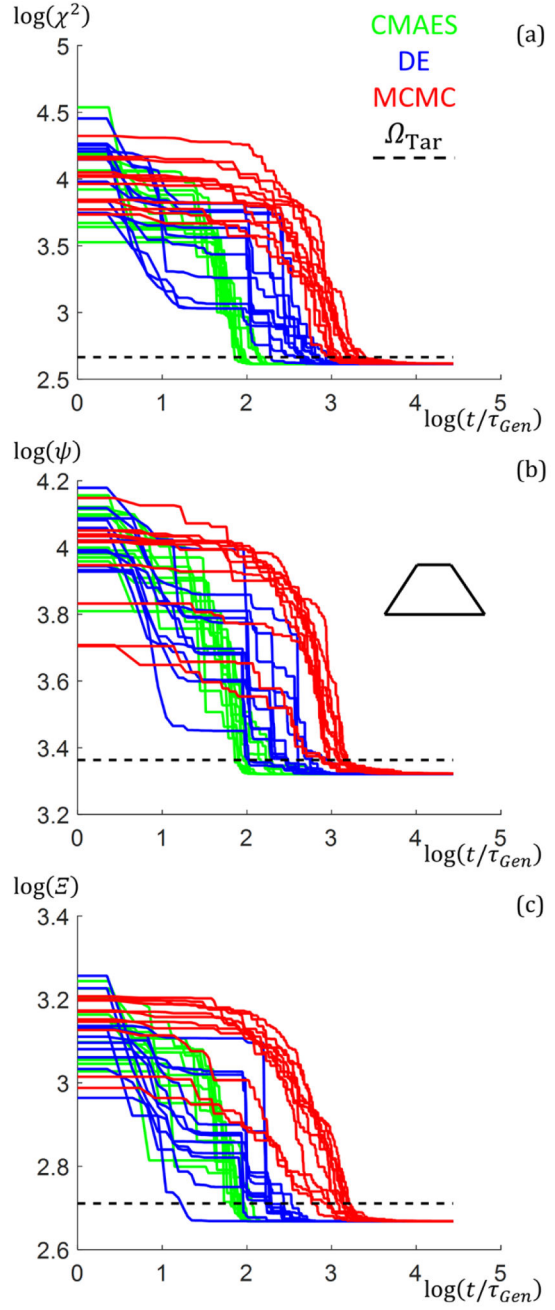 log(χ²)
(a)
CMAES
DE
MCMC
Ω_Tar
5
4.5
4
3.5
3
2.5
0 1 2 3 4 5
log(t/τ_Gen)
log(ψ)
(b)
4.2
4
3.8
3.6
3.4
3.2
0 1 2 3 4 5
log(t/τ_Gen)
log(Ξ)
(c)
3.4
3.2
3
2.8
2.6
0 1 2 3 4 5
log(t/τ_Gen)